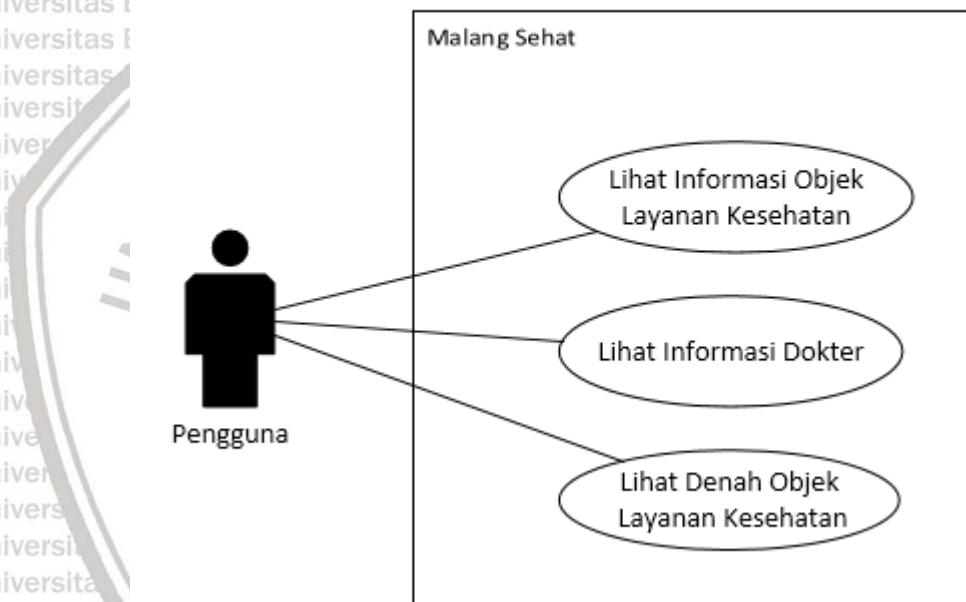 Malang Sehat
Lihat Informasi Objek
Layanan Kesehatan
Lihat Informasi Dokter
Pengguna
Lihat Denah Objek
Layanan Kesehatan